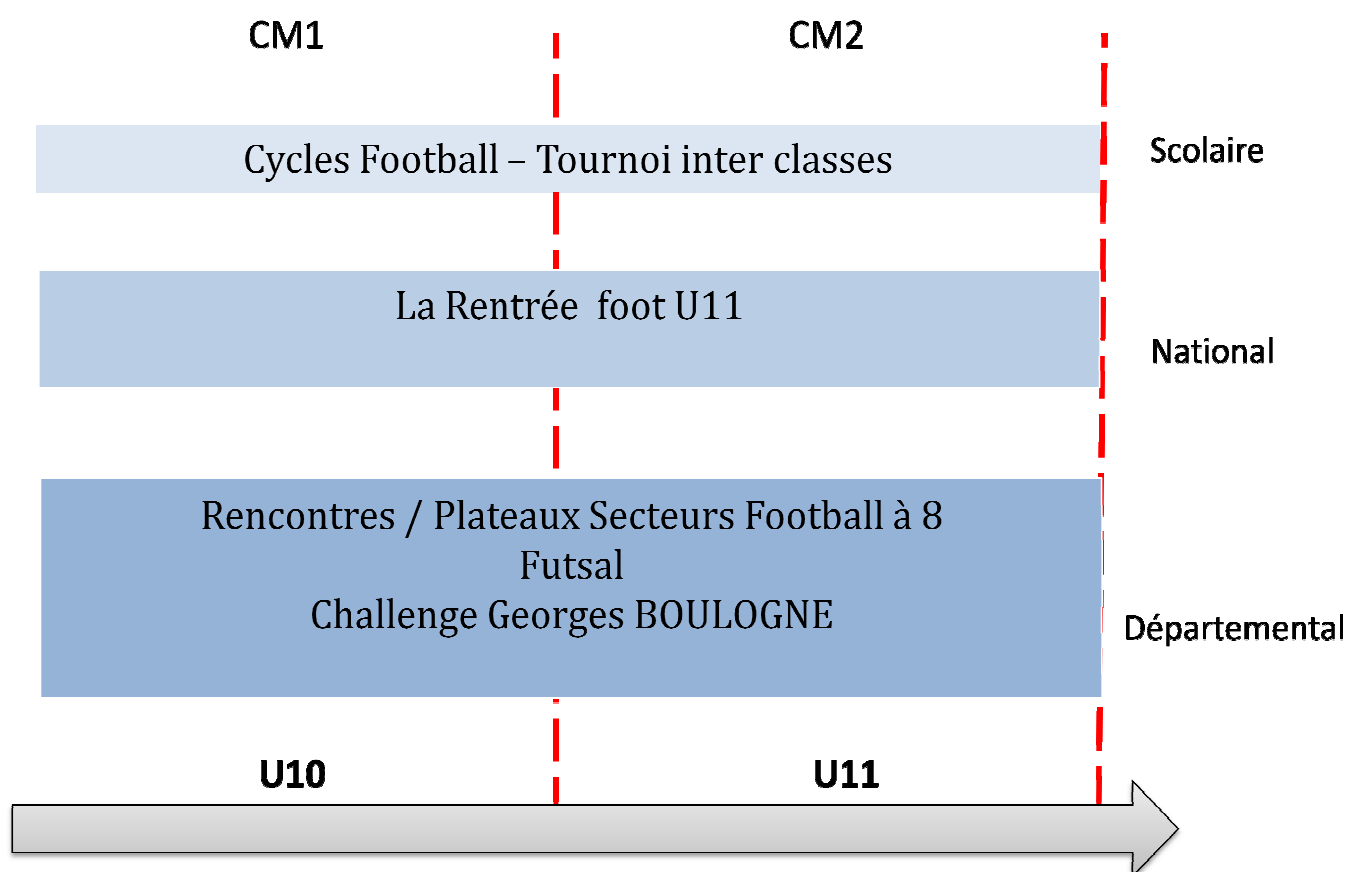 CM1 CM2
Cycles Football – Tournoi inter classes
Scolaire
La Rentrée foot U11
National
Rencontres / Plateaux Secteurs Football à 8
Futsal
Challenge Georges BOULOGNE
Départemental
U10 U11